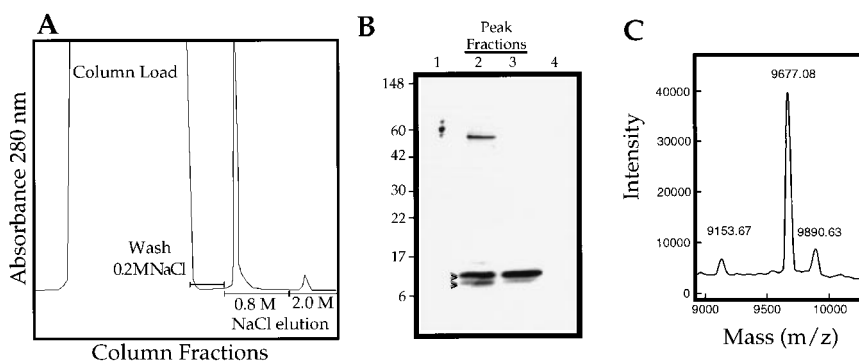 A
Absorbance 280 nm
Column Load
Wash
0.2MNaCl
0.8 M
2.0 M
NaCl elution
Column Fractions
B
Peak
Fractions
1 2 3 4
148
60
42
30
22
17
6
C
Intensity
40000
30000
20000
10000
0
9677.08
9153.67
9890.63
9000 9500 10000
Mass (m/z)